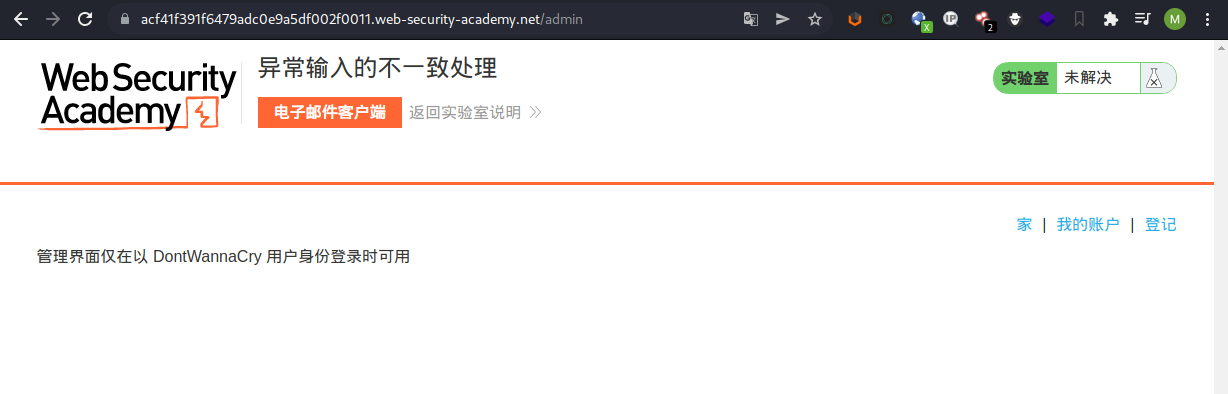 acf41f391f6479adc0e9a5df002f0011.web-security-academy.net/admin
X
IP
2
M
Web Security
Academy
异常输入的不一致处理
电子邮件客户端 返回实验室说明
实验室 未解决
家 | 我的账户 | 登记
管理界面仅在以 DontWannaCry 用户身份登录时可用